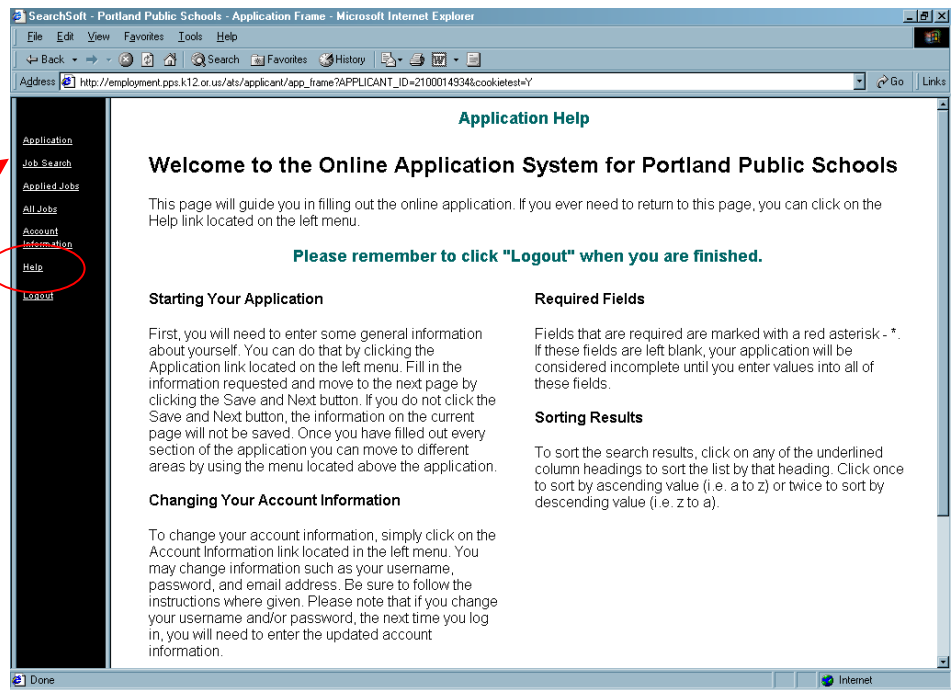 SearchSoft - Portland Public Schools - Application Frame - Microsoft Internet Explorer
File Edit View Favorites Tools Help
Back Search Favorites History
Address http://employment.pps.k12.or.us/ats/applicant/app_frame?APPLICANT_ID=2100014934&cookietest=Y Go Links
Application
Job Search
Applied Jobs
All Jobs
Account
Information
Help
Logout
Application Help
Welcome to the Online Application System for Portland Public Schools
This page will guide you in filling out the online application. If you ever need to return to this page, you can click on the
Help link located on the left menu.
Please remember to click "Logout" when you are finished.
Starting Your Application
First, you will need to enter some general information
about yourself. You can do that by clicking the
Application link located on the left menu. Fill in the
information requested and move to the next page by
clicking the Save and Next button. If you do not click the
Save and Next button, the information on the current
page will not be saved. Once you have filled out every
section of the application you can move to different
areas by using the menu located above the application.
Changing Your Account Information
To change your account information, simply click on the
Account Information link located in the left menu. You
may change information such as your username,
password, and email address. Be sure to follow the
instructions where given. Please note that if you change
your username and/or password, the next time you log
in, you will need to enter the updated account
information.
Required Fields
Fields that are required are marked with a red asterisk - *.
If these fields are left blank, your application will be
considered incomplete until you enter values into all of
these fields.
Sorting Results
To sort the search results, click on any of the underlined
column headings to sort the list by that heading. Click once
to sort by ascending value (i.e. a to z) or twice to sort by
descending value (i.e. z to a).
Done Internet